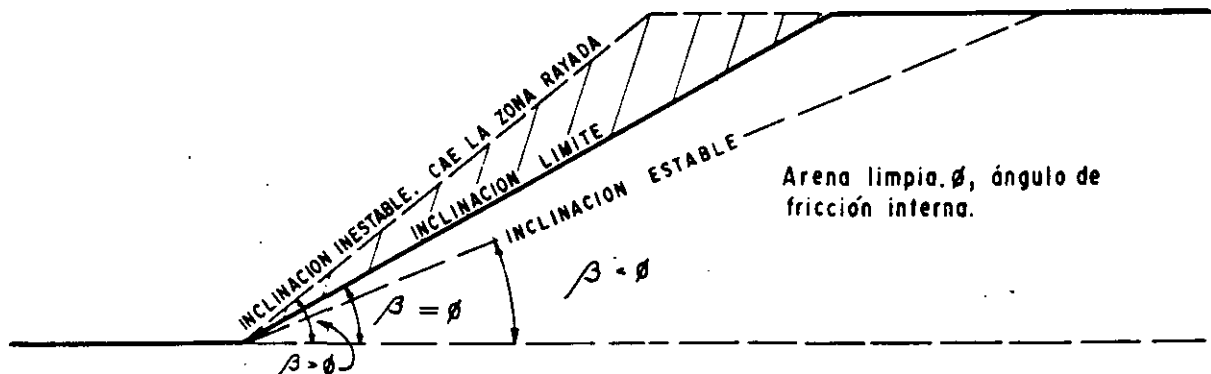 INCLINACION INESTABLE. CAE LA ZONA RAYADA
INCLINACION LIMITE
INCLINACION ESTABLE
Arena limpia. ø, ángulo de
fricción interna.
β < ø
β = ø
β > ø